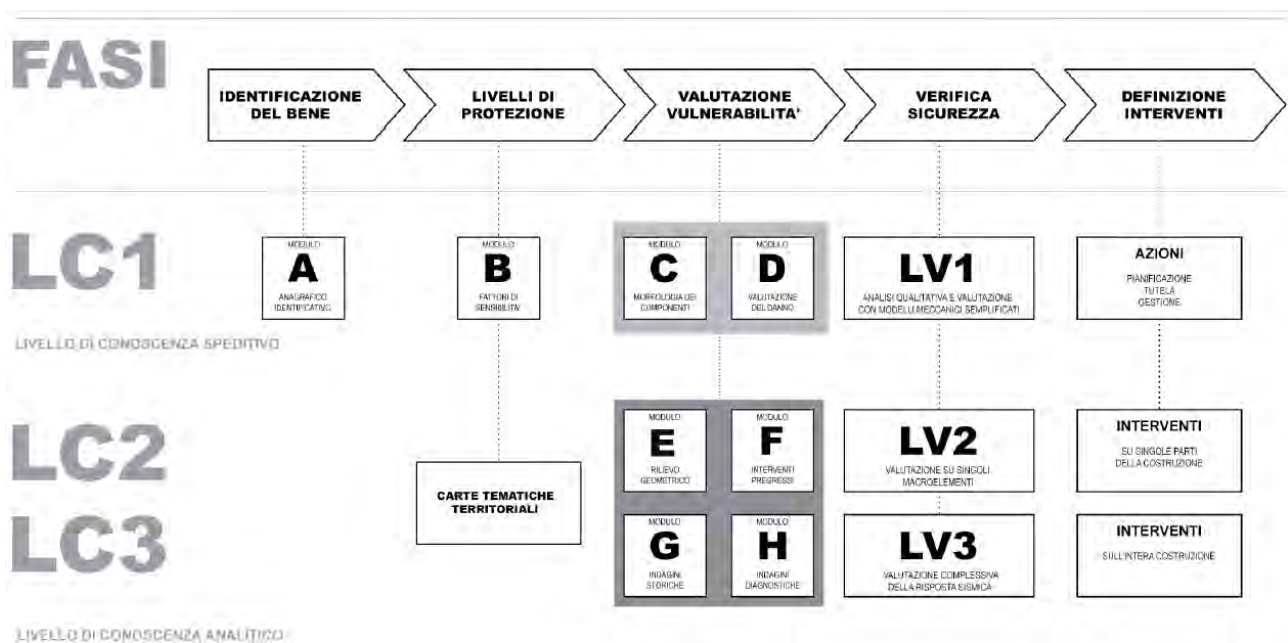 FASI
IDENTIFICAZIONE
DEL BENE
LIVELLI DI
PROTEZIONE
VALUTAZIONE
VULNERABILITA'
VERIFICA
SICUREZZA
DEFINIZIONE
INTERVENTI
LC1
MODULO
A
ANAGRAFICO
IDENTIFICATIVO
MODULO
B
FATTORI DI
SENSIBILITA'
MODULO
C
MORFOLOGIA DEI
COMPONENTI
MODULO
D
VALUTAZIONE
DEL DANNO
LV1
ANALISI QUALITATIVA E VALUTAZIONE
CON MODELLI MECCANICI SEMPLIFICATI
AZIONI
PIANIFICAZIONE
TUTELA
GESTIONE
LIVELLO DI CONOSCENZA SPEDITIVO
LC2
MODULO
E
RILIEVO
GEOMETRICO
MODULO
F
INTERVENTI
PREGRESSI
LV2
VALUTAZIONE SU SINGOLI
MACROELEMENTI
INTERVENTI
SU SINGOLE PARTI
DELLA COSTRUZIONE
CARTE TEMATICHE
TERRITORIALI
LC3
MODULO
G
INDAGINI
STORICHE
MODULO
H
INDAGINI
DIAGNOSTICHE
LV3
VALUTAZIONE COMPLESSIVA
DELLA RISPOSTA SISMICA
INTERVENTI
SULL'INTERA COSTRUZIONE
LIVELLO DI CONOSCENZA ANALITICO